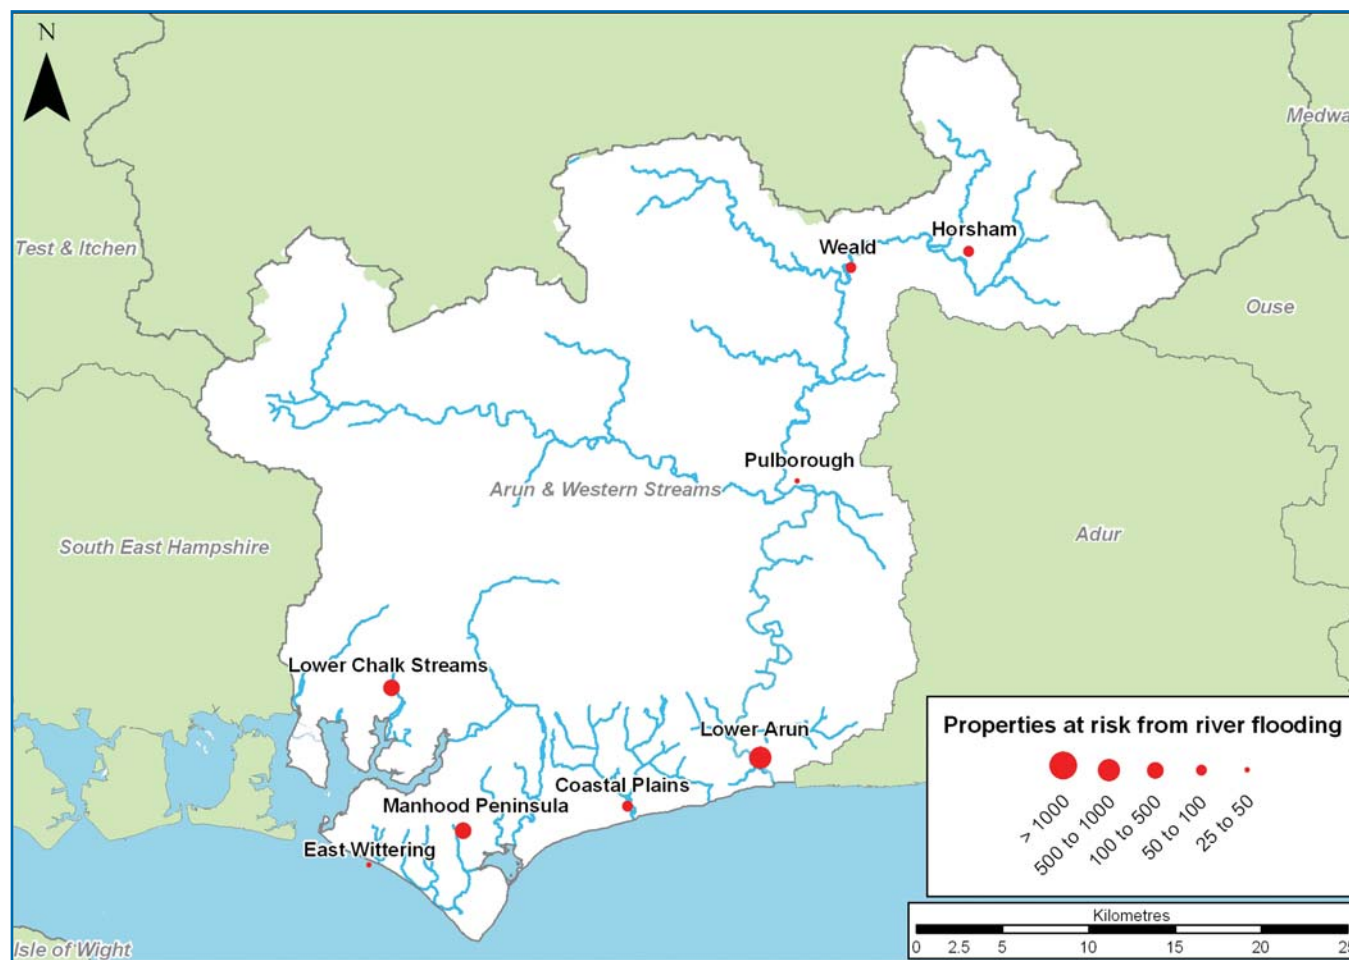 N
Medwa
Test & Itchen
Horsham
Weald
Ouse
Pulborough
Arun & Western Streams
Adur
South East Hampshire
Lower Chalk Streams
Lower Arun
Coastal Plains
Manhood Peninsula
East Wittering
Isle of Wight
Properties at risk from river flooding
> 1000
500 to 1000
100 to 500
50 to 100
25 to 50
Kilometres
0 2.5 5 10 15 20 25